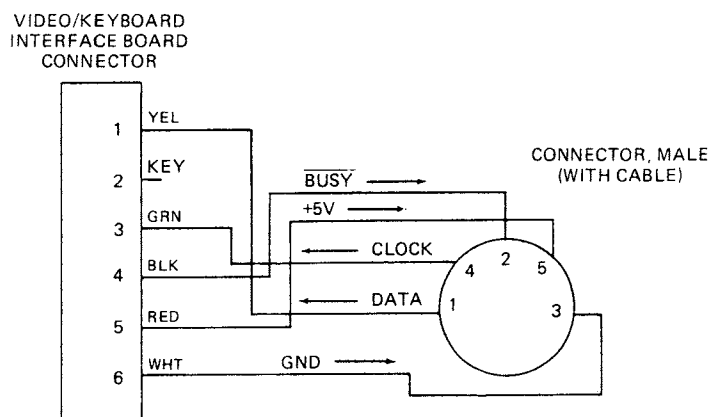 VIDEO/KEYBOARD
INTERFACE BOARD
CONNECTOR
1 YEL
2 KEY
3 GRN
4 BLK
5 RED
6 WHT
BUSY
+5V
CLOCK
DATA
GND
CONNECTOR, MALE
(WITH CABLE)
4 2 5
1 3